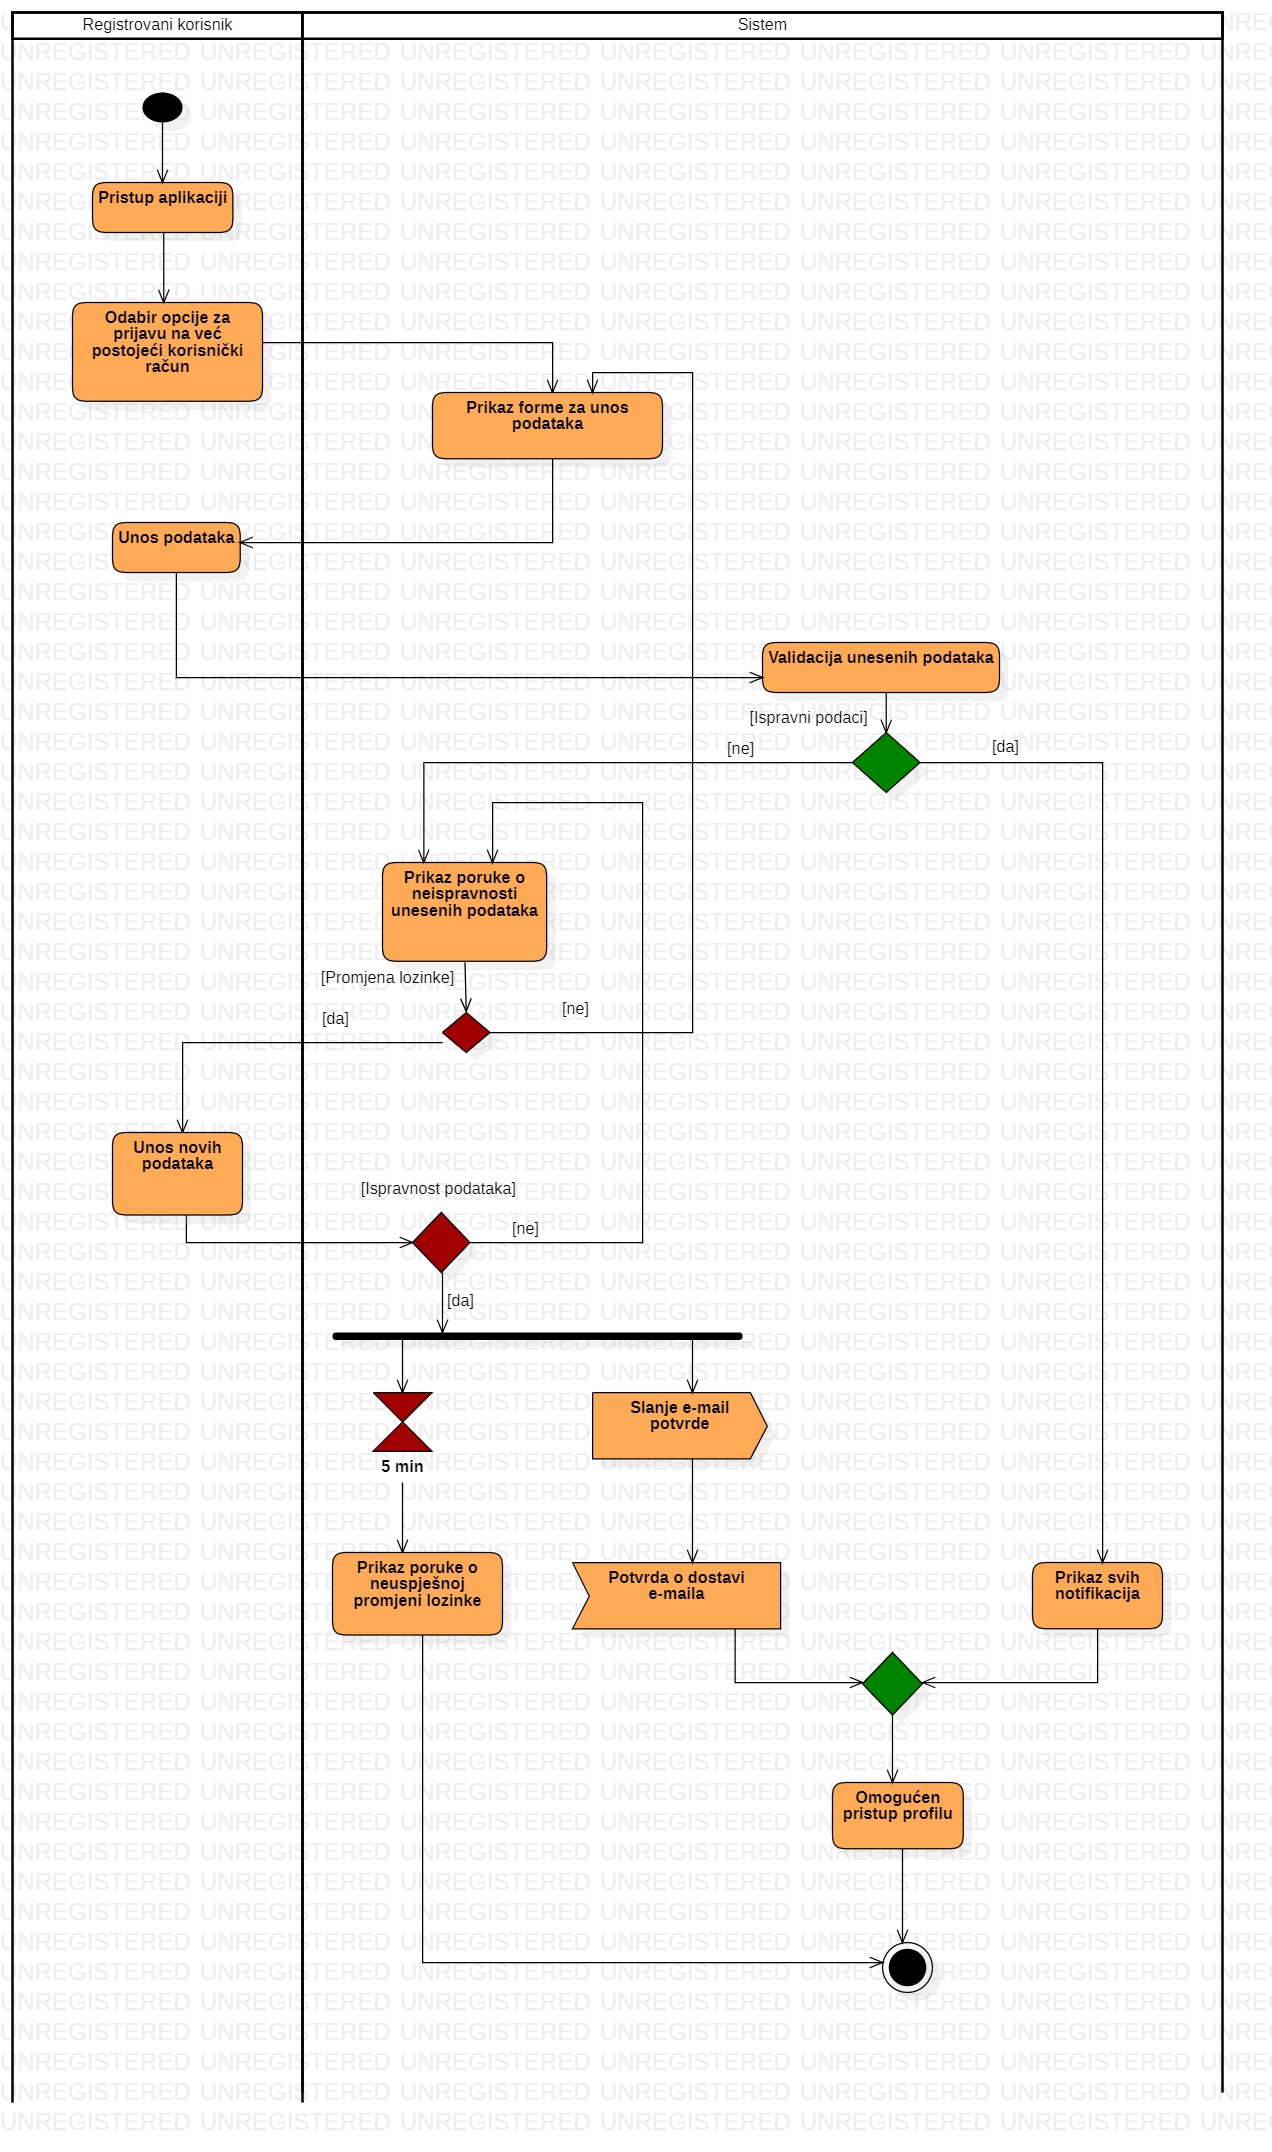 Registrovani korisnik
Sistem
Pristup aplikaciji
Odabir opcije za
prijavu na već
postojeći korisnički
račun
Prikaz forme za unos
podataka
Unos podataka
Validacija unesenih podataka
[Ispravni podaci]
[ne]
[da]
Prikaz poruke o
neispravnosti
unesenih podataka
[Promjena lozinke]
[ne]
[da]
Unos novih
podataka
[Ispravnost podataka]
[ne]
[da]
Slanje e-mail
potvrde
5 min
Prikaz poruke o
neuspješnoj
promjeni lozinke
Potvrda o dostavi
e-maila
Prikaz svih
notifikacija
Omogućen
pristup profilu
UNREGISTERED